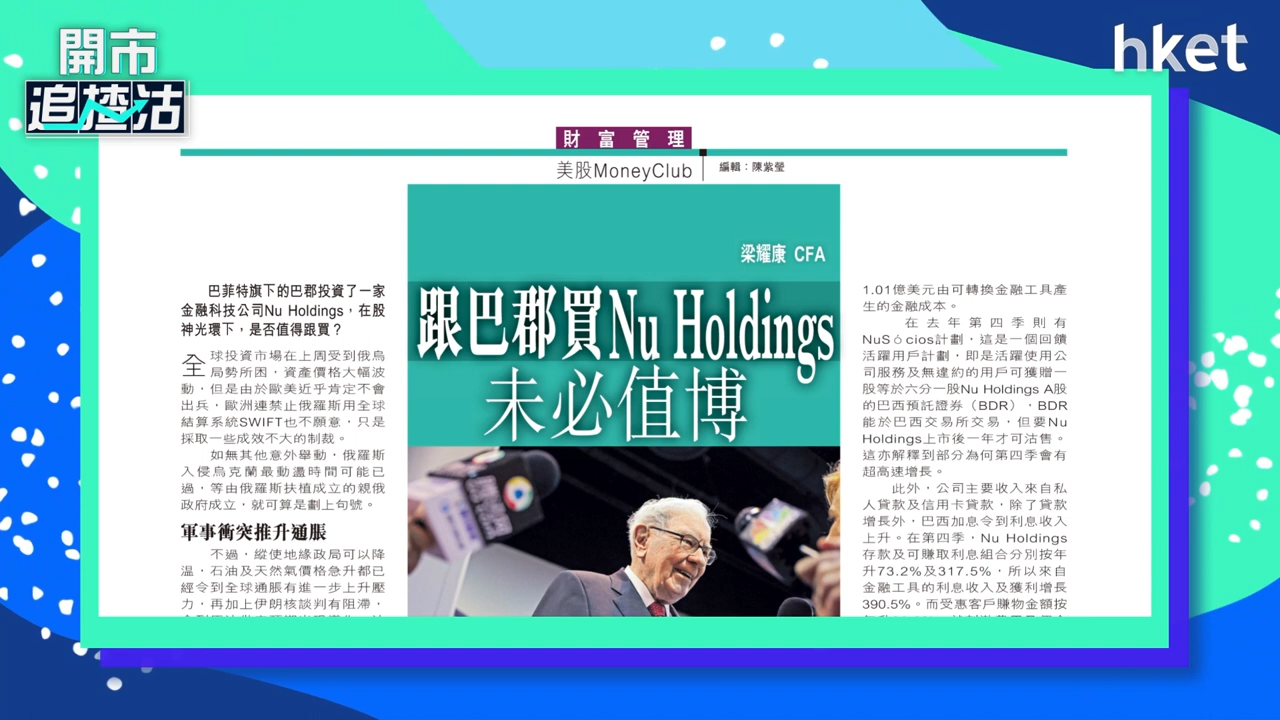 開市
追揸沽
hket
財富管理
美股MoneyClub
編輯：陳紫瑩
梁耀康 CFA
跟巴郡買Nu Holdings
未必值博
巴菲特旗下的巴郡投資了一家
金融科技公司Nu Holdings，在股
神光環下，是否值得跟買？
全球投資市場在上周受到俄烏
局勢所困，資產價格大幅波
動，但是由於歐美近乎肯定不會
出兵，歐洲連禁止俄羅斯用全球
結算系統SWIFT也不願意，只是
採取一些成效不大的制裁。
如無其他意外舉動，俄羅斯
入侵烏克蘭最動盪時間可能已
過，等由俄羅斯扶植成立的親俄
政府成立，就可算是劃上句號。
軍事衝突推升通脹
不過，縱使地緣政局可以降
溫，石油及天然氣價格急升都已
經令到全球通脹有進一步上升壓
力，再加上伊朗核談判有阻滯，
1.01億美元由可轉換金融工具產
生的金融成本。
在去年第四季則有
NuSócios計劃，這是一個回饋
活躍用戶計劃，即是活躍使用公
司服務及無違約的用戶可獲贈一
股等於六分一股Nu Holdings A股
的巴西預託證券（BDR），BDR
能於巴西交易所交易，但要Nu
Holdings上市後一年才可沽售。
這亦解釋到部分為何第四季會有
超高速增長。
此外，公司主要收入來自私
人貸款及信用卡貸款，除了貸款
增長外，巴西加息令到利息收入
上升。在第四季，Nu Holdings
存款及可賺取利息組合分別按年
升73.2%及317.5%，所以來自
金融工具的利息收入及獲利增長
390.5%。而受惠客戶購物金額按